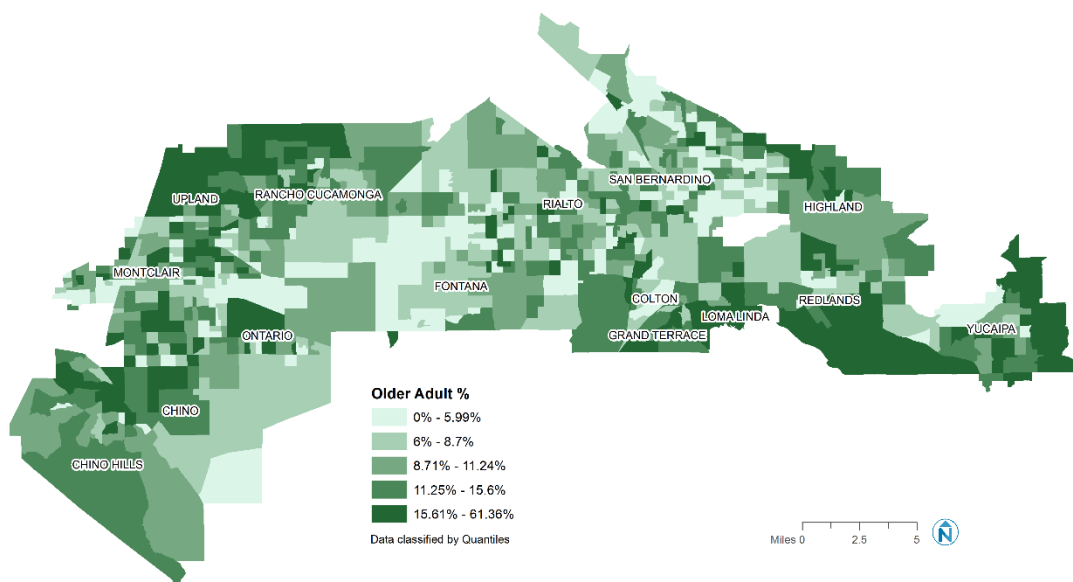 SAN BERNARDINO
UPLAND
RANCHO CUCAMONGA
RIALTO
HIGHLAND
MONTCLAIR
FONTANA
COLTON
REDLANDS
LOMA LINDA
ONTARIO
GRAND TERRACE
YUCAIPA
CHINO
CHINO HILLS
Older Adult %
0% - 5.99%
6% - 8.7%
8.71% - 11.24%
11.25% - 15.6%
15.61% - 61.36%
Data classified by Quantiles
Miles 0 2.5 5
N